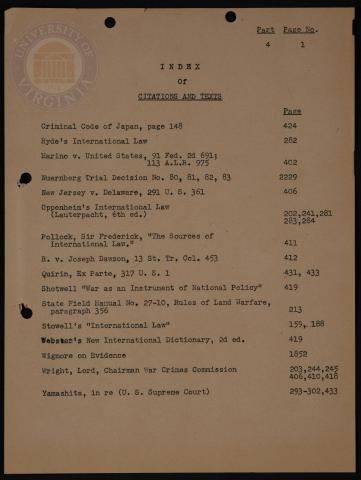 UNIVERSITY OF VIRGINIA
Part Page No.
4 1
INDEX
Of
CITATIONS AND TEXTS
Page
Criminal Code of Japan, page 148 424
Hyde's International Law 282
Marino v. United States, 91 Fed. 2d 691;
113 A.L.R. 975 402
Nuernberg Trial Decision No. 80, 81, 82, 83 2229
New Jersey v. Delaware, 291 U. S. 361 406
Oppenheim's International Law
(Lauterpacht, 6th ed.) 202,241,281
283,284
Pollock, Sir Frederick, "The Sources of
International Law." 411
R. v. Joseph Dawson, 13 St. Tr. Col. 453 412
Quirin, Ex Parte, 317 U. S. 1 431, 433
Shotwell "War as an Instrument of National Policy" 419
State Field Manual No. 27-10, Rules of Land Warfare,
paragraph 356 213
Stowell's "International Law" 159, 188
Webster's New International Dictionary, 2d ed. 419
Wigmore on Evidence 1852
Wright, Lord, Chairman War Crimes Commission 203,244,245
406,410,418
Yamashita, in re (U. S. Supreme Court) 293-302,433